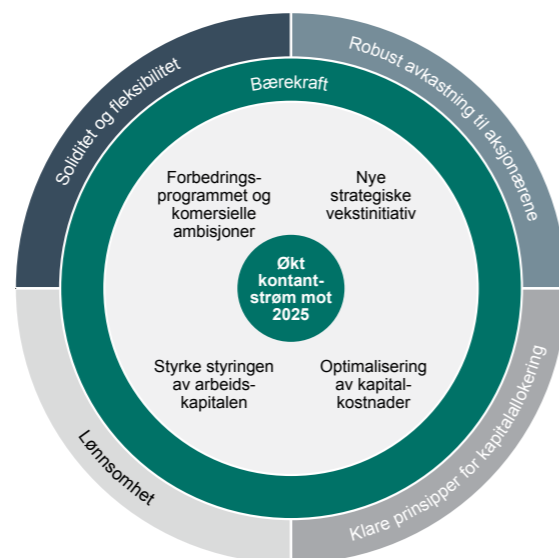 Soliditet og fleksibilitet
Robust avkastning til aksjonærene
Bærekraft
Forbedrings-
programmet og
komersielle
ambisjoner
Nye
strategiske
vekstinitiativ
Økt
kontant-
strøm mot
2025
Styrke styringen
av arbeids-
kapitalen
Optimalisering
av kapital-
kostnader
Lønnsomhet
Klare prinsipper for kapitalallokering